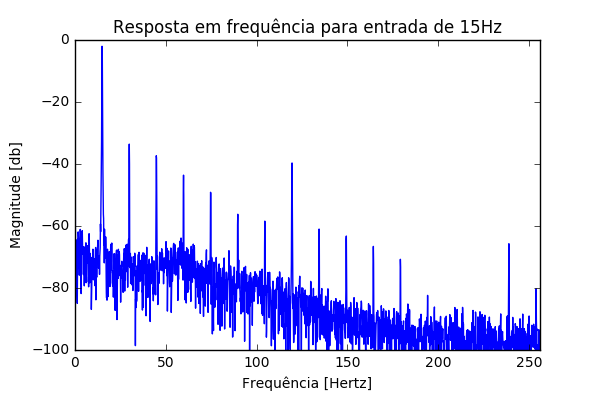 Resposta em frequência para entrada de 15Hz
Magnitude [db]
0
−20
−40
−60
−80
−100
0 50 100 150 200 250
Frequência [Hertz]